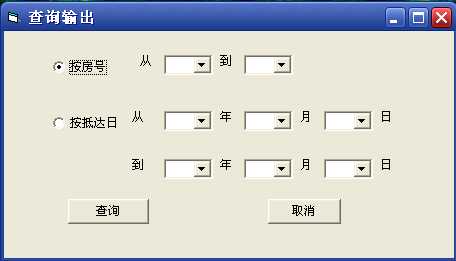 查询输出
按房号 从 到
按抵达日 从 年 月 日
到 年 月 日
查询 取消